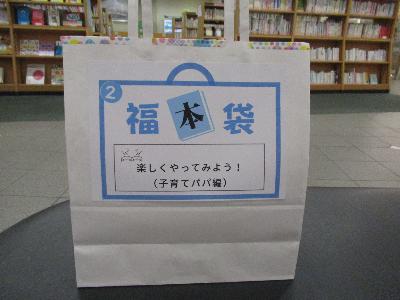 ②
福本袋
楽しくやってみよう！
（子育てパパ編）